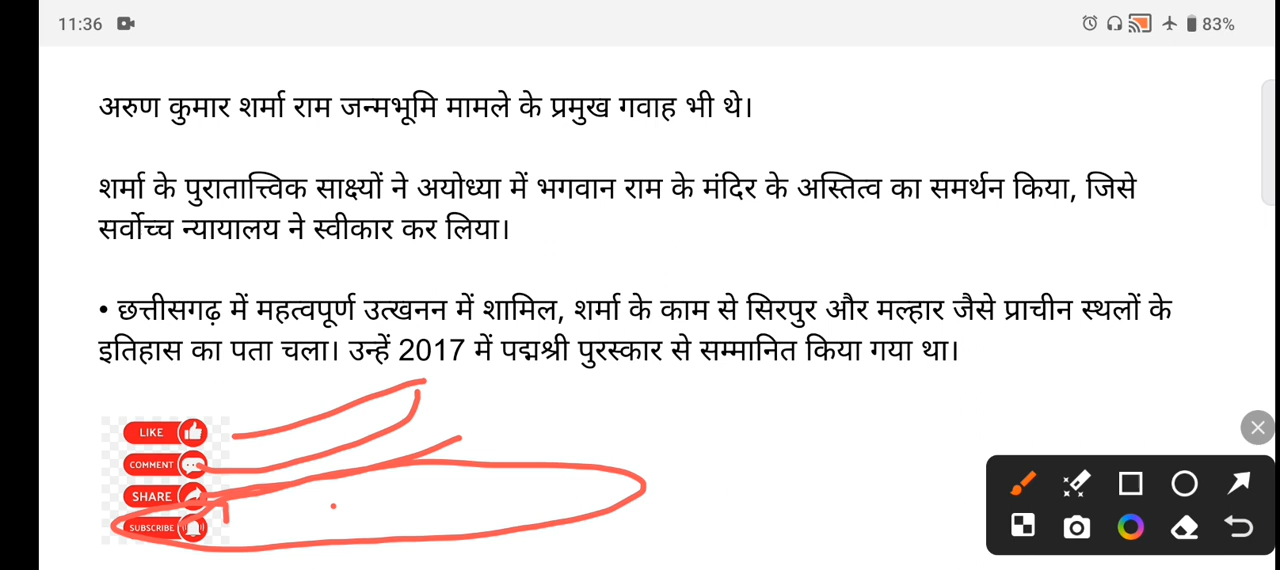 11:36
83%
अरुण कुमार शर्मा राम जन्मभूमि मामले के प्रमुख गवाह भी थे।
शर्मा के पुरातात्त्विक साक्ष्यों ने अयोध्या में भगवान राम के मंदिर के अस्तित्व का समर्थन किया, जिसे
सर्वोच्च न्यायालय ने स्वीकार कर लिया।
• छत्तीसगढ़ में महत्वपूर्ण उत्खनन में शामिल, शर्मा के काम से सिरपुर और मल्हार जैसे प्राचीन स्थलों के
इतिहास का पता चला। उन्हें 2017 में पद्मश्री पुरस्कार से सम्मानित किया गया था।
LIKE
COMMENT
SHARE
SUBSCRIBE